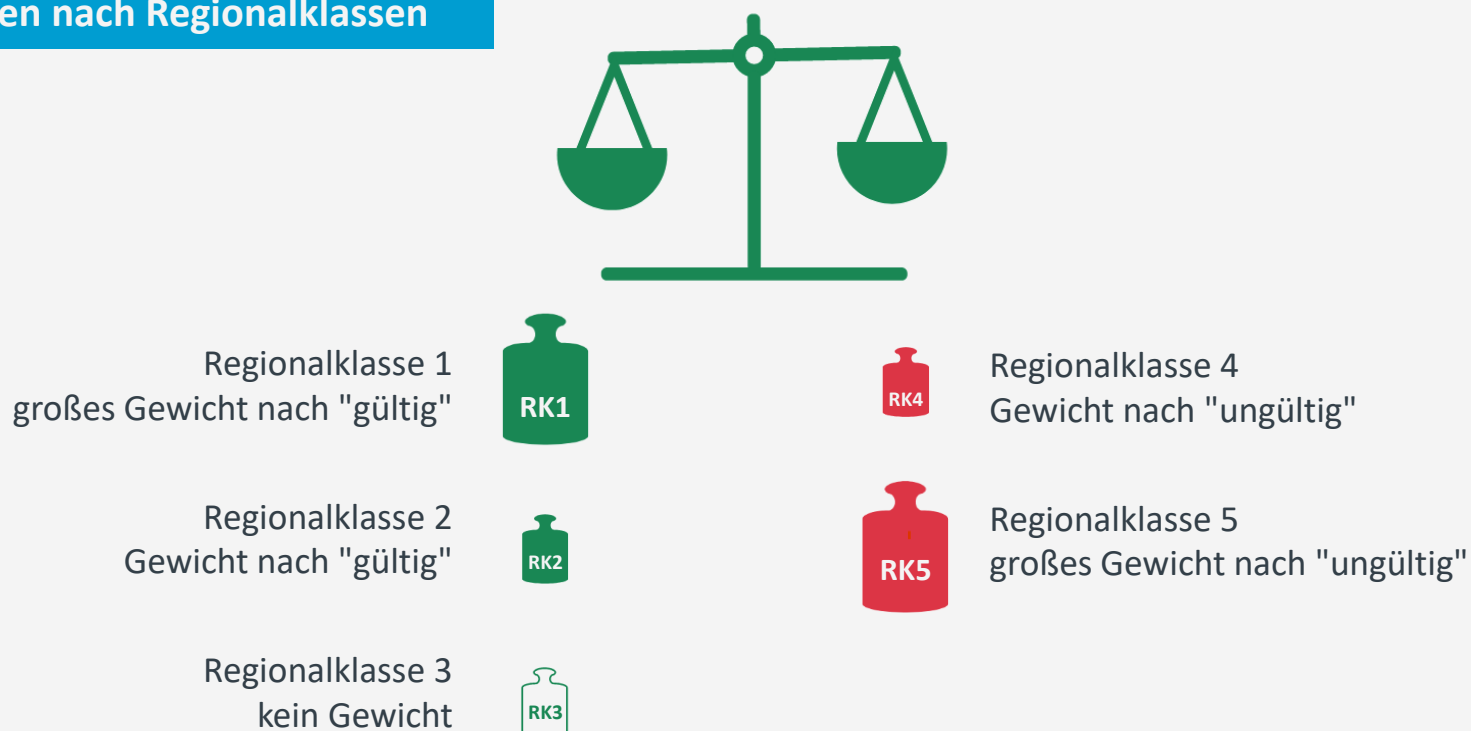 nach Regionalklassen
Regionalklasse 1
großes Gewicht nach "gültig"
RK1
RK4
Regionalklasse 4
Gewicht nach "ungültig"
Regionalklasse 2
Gewicht nach "gültig"
RK2
RK5
Regionalklasse 5
großes Gewicht nach "ungültig"
Regionalklasse 3
kein Gewicht
RK3